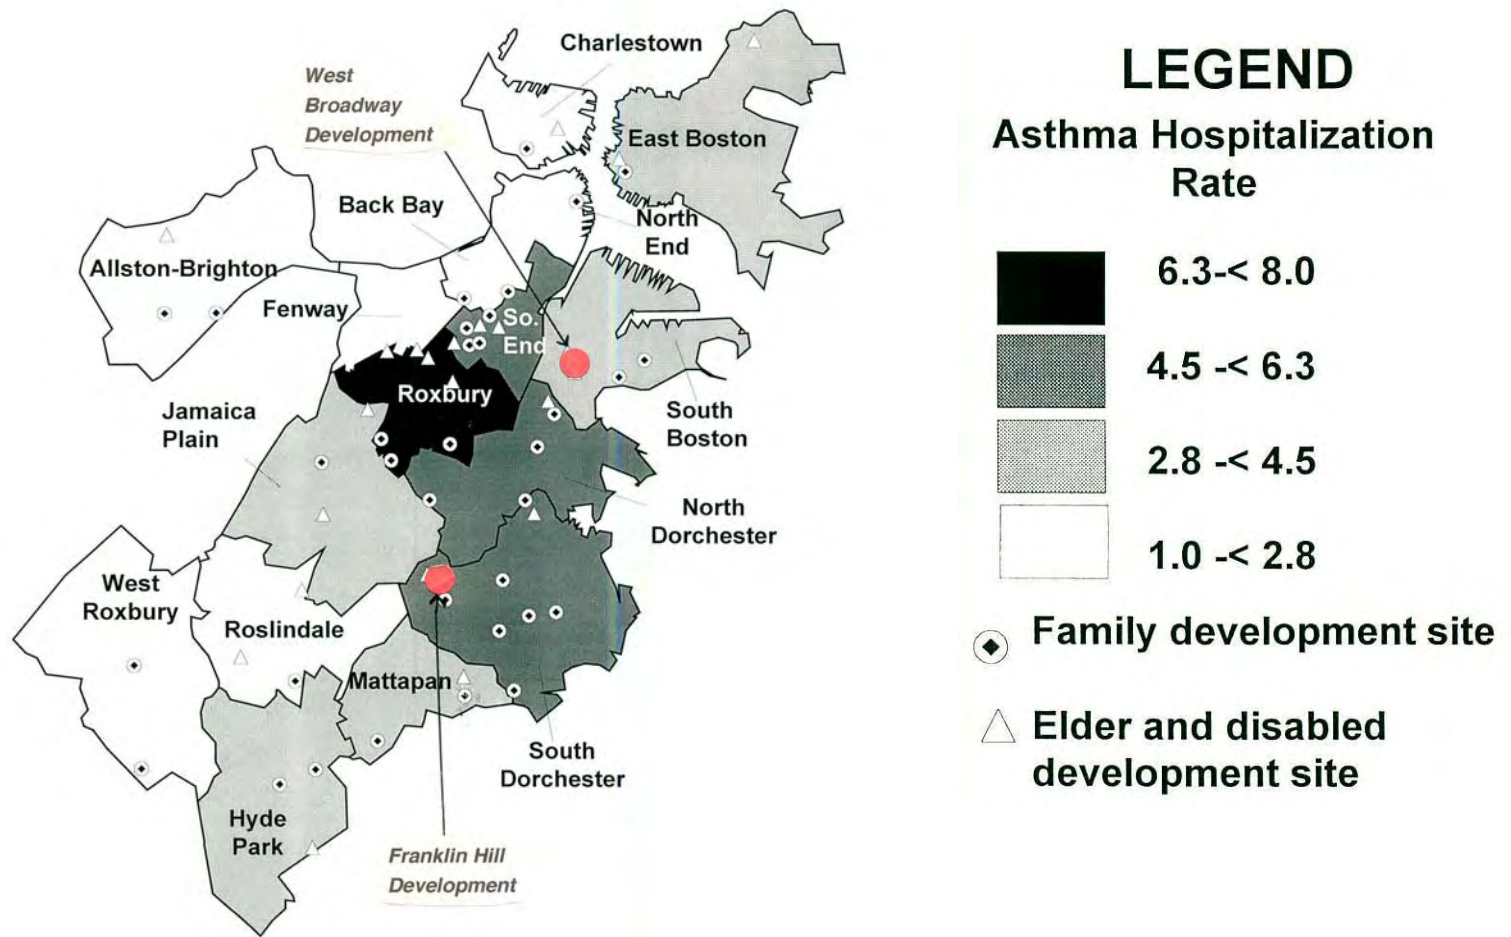 West
Broadway
Development
Charlestown
East Boston
Back Bay
North
End
Allston-Brighton
Fenway
So.
End
Roxbury
Jamaica
Plain
South
Boston
North
Dorchester
West
Roxbury
Roslindale
Mattapan
South
Dorchester
Hyde
Park
Franklin Hill
Development
LEGEND
Asthma Hospitalization
Rate
6.3-< 8.0
4.5 -< 6.3
2.8 -< 4.5
1.0 -< 2.8
Family development site
Elder and disabled
development site